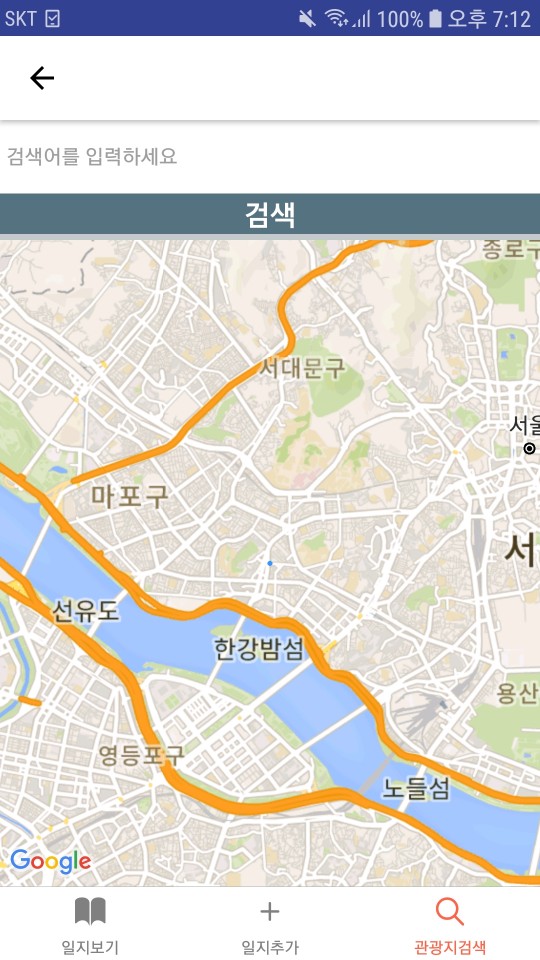 SKT 100% 오후 7:12
검색어를 입력하세요
검색
종로구
서대문구
서울
마포구
서
선유도
한강밤섬
용산
영등포구
노들섬
Google
일지보기 일지추가 관광지검색